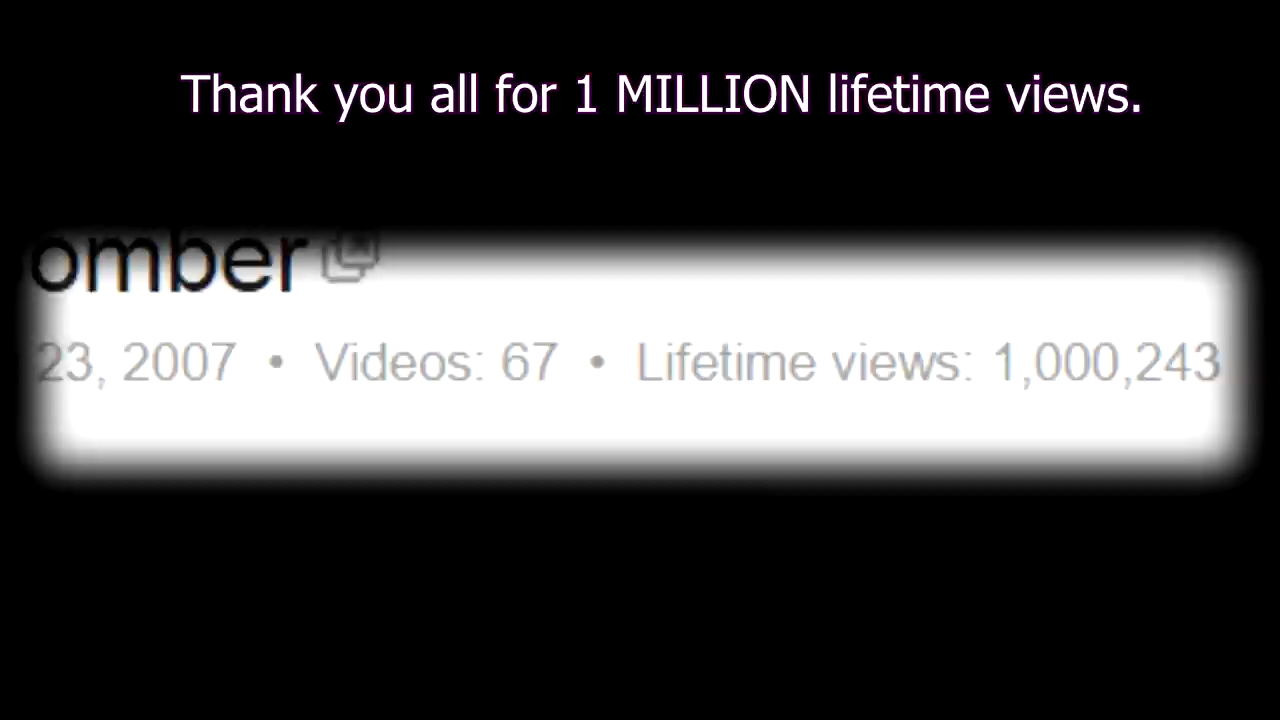 Thank you all for 1 MILLION lifetime views.
omber
23, 2007 • Videos: 67 • Lifetime views: 1,000,243